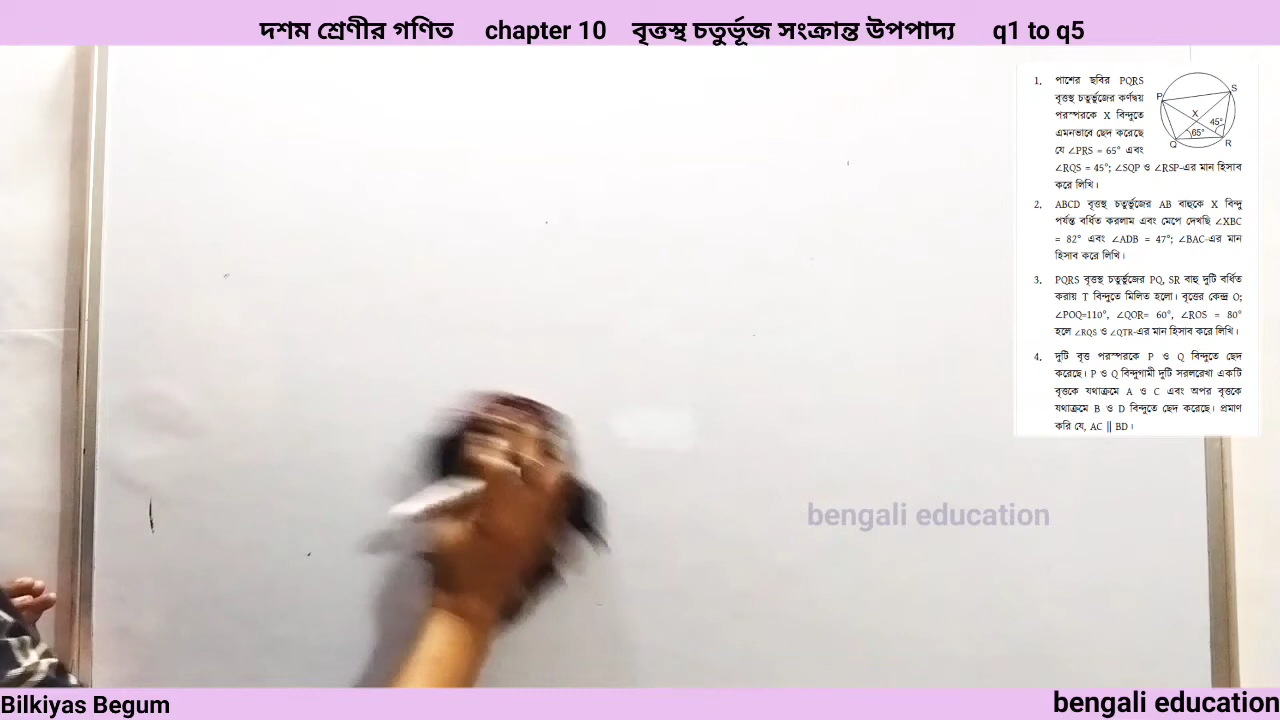 দশম শ্রেণীর গণিত chapter 10 বৃত্তস্থ চতুর্ভূজ সংক্রান্ত উপপাদ্য q1 to q5
1. পাশের ছবির PQRS
বৃত্তস্থ চতুর্ভুজের কর্ণদ্বয়
পরস্পরকে X বিন্দুতে
এমনভাবে ছেদ করেছে
যে ∠PRS = 65° এবং
∠RQS = 45°; ∠SQP ও ∠RSP-এর মান হিসাব
করে লিখি।
P
S
X
45°
65°
Q
R
2. ABCD বৃত্তস্থ চতুর্ভুজের AB বাহুকে X বিন্দু
পর্যন্ত বর্ধিত করলাম এবং মেপে দেখছি ∠XBC
= 82° এবং ∠ADB = 47°; ∠BAC-এর মান
হিসাব করে লিখি।
3. PQRS বৃত্তস্থ চতুর্ভুজের PQ, SR বাহু দুটি বর্ধিত
করায় T বিন্দুতে মিলিত হলো। বৃত্তের কেন্দ্র O;
∠POQ=110°, ∠QOR= 60°, ∠ROS = 80°
হলে ∠RQS ও ∠QTR-এর মান হিসাব করে লিখি।
4. দুটি বৃত্ত পরস্পরকে P ও Q বিন্দুতে ছেদ
করেছে। P ও Q বিন্দুগামী দুটি সরলরেখা একটি
বৃত্তকে যথাক্রমে A ও C এবং অপর বৃত্তকে
যথাক্রমে B ও D বিন্দুতে ছেদ করেছে। প্রমাণ
করি যে, AC || BD।
bengali education
Bilkiyas Begum
bengali education